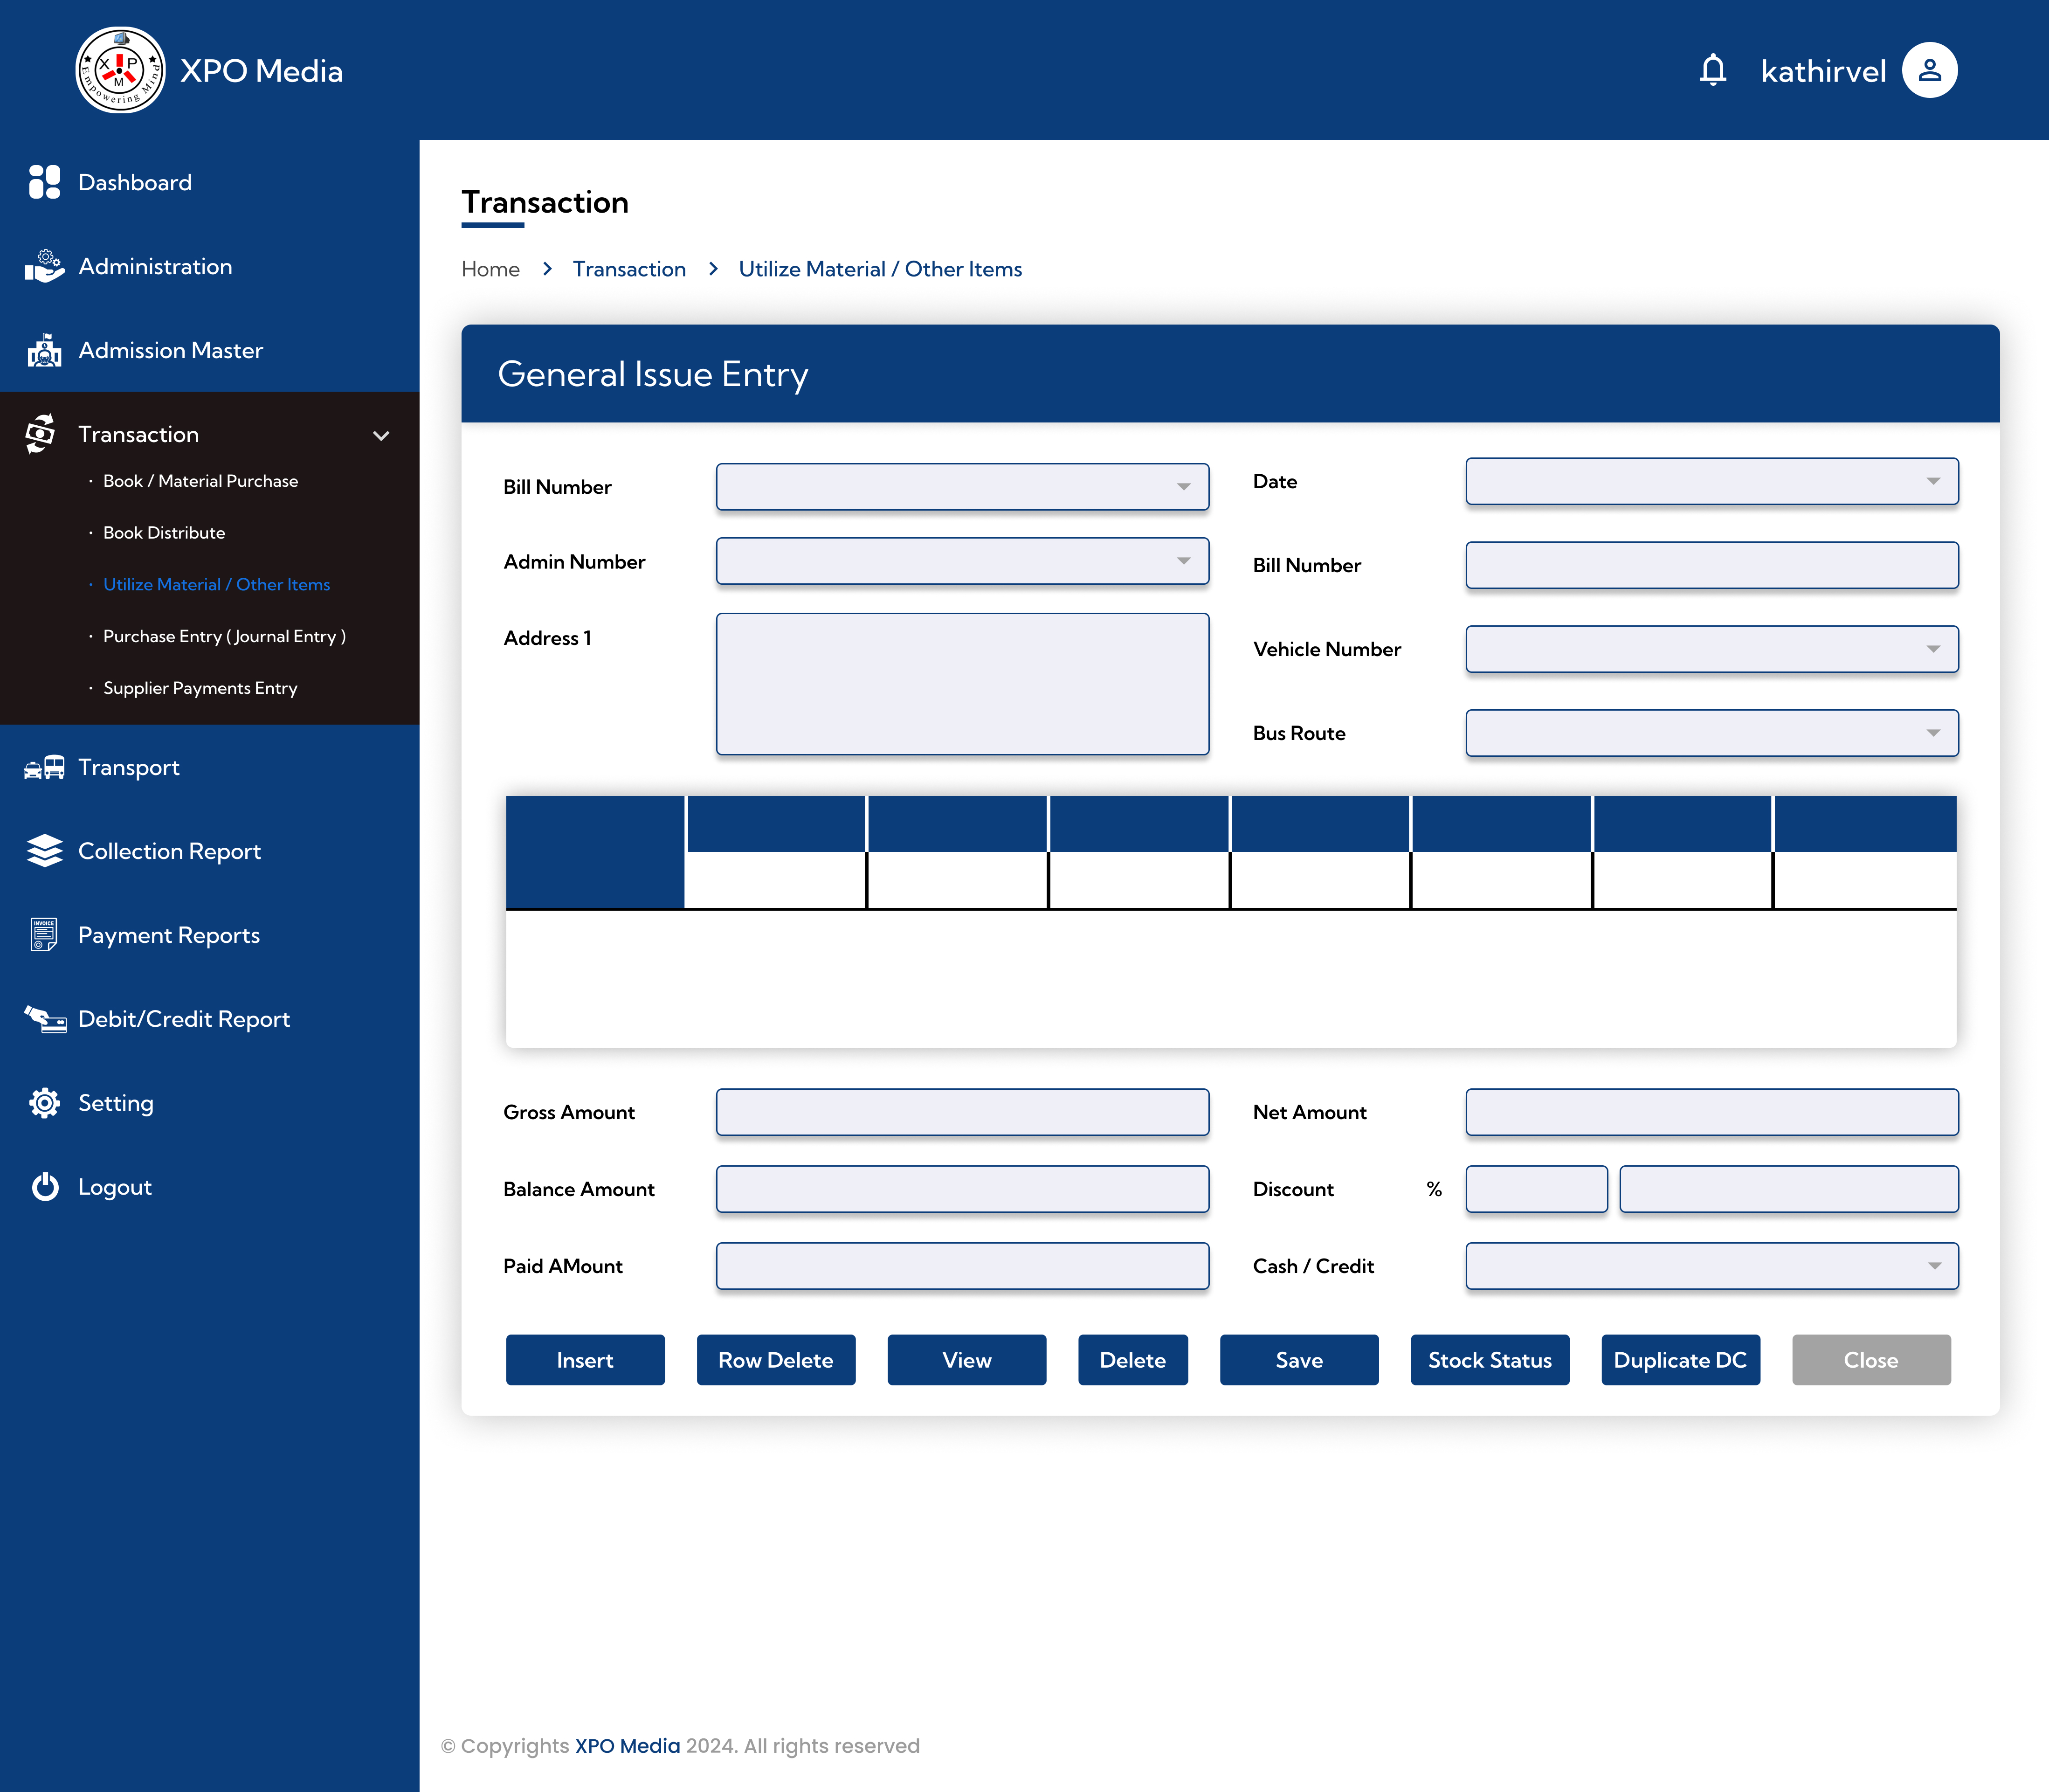 X P M
Empowering Mind
XPO Media
kathirvel
Dashboard
Administration
Admission Master
Transaction
· Book / Material Purchase
· Book Distribute
· Utilize Material / Other Items
· Purchase Entry ( Journal Entry )
· Supplier Payments Entry
Transport
Collection Report
INVOICE
Payment Reports
Debit/Credit Report
Setting
Logout
Transaction
Home > Transaction > Utilize Material / Other Items
General Issue Entry
Bill Number
Date
Admin Number
Bill Number
Address 1
Vehicle Number
Bus Route
Gross Amount
Net Amount
Balance Amount
Discount %
Paid AMount
Cash / Credit
Insert Row Delete View Delete Save Stock Status Duplicate DC Close
© Copyrights XPO Media 2024. All rights reserved